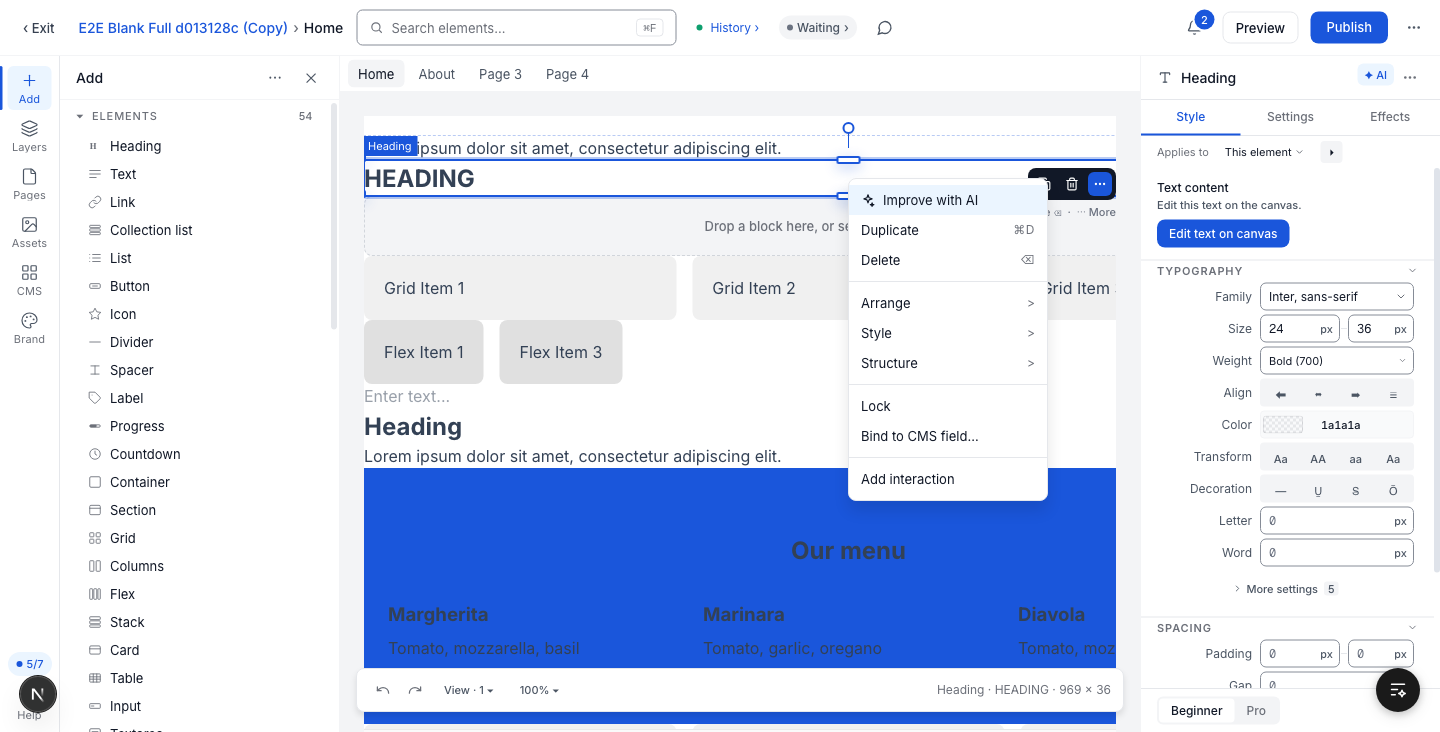 ‹ Exit
E2E Blank Full d013128c (Copy) › Home
Search elements... ⌘F
History ›
Waiting ›
2
Preview
Publish
Add
Layers
Pages
Assets
CMS
Brand
5/7
N
Help
Add
ELEMENTS 54
Heading
Text
Link
Collection list
List
Button
Icon
Divider
Spacer
Label
Progress
Countdown
Container
Section
Grid
Columns
Flex
Stack
Card
Table
Input
Home About Page 3 Page 4
Heading
ipsum dolor sit amet, consectetur adipiscing elit.
HEADING
Drop a block here, or se
More
Grid Item 1
Grid Item 2
Grid Item
Flex Item 1
Flex Item 3
Enter text...
Heading
Lorem ipsum dolor sit amet, consectetur adipiscing elit.
Our menu
Margherita
Marinara
Diavola
Tomato, mozzarella, basil
Tomato, garlic, oregano
Tomato, moz
Improve with AI
Duplicate ⌘D
Delete ⌫
Arrange >
Style >
Structure >
Lock
Bind to CMS field...
Add interaction
View · 1
100%
Heading · HEADING · 969 × 36
Heading
AI
Style Settings Effects
Applies to This element
Text content
Edit this text on the canvas.
Edit text on canvas
TYPOGRAPHY
Family Inter, sans-serif
Size 24 px 36 px
Weight Bold (700)
Align
Color 1a1a1a
Transform Aa AA aa Aa
Decoration — U S O
Letter 0 px
Word 0 px
More settings 5
SPACING
Padding 0 px 0 px
Gap 0
Beginner Pro